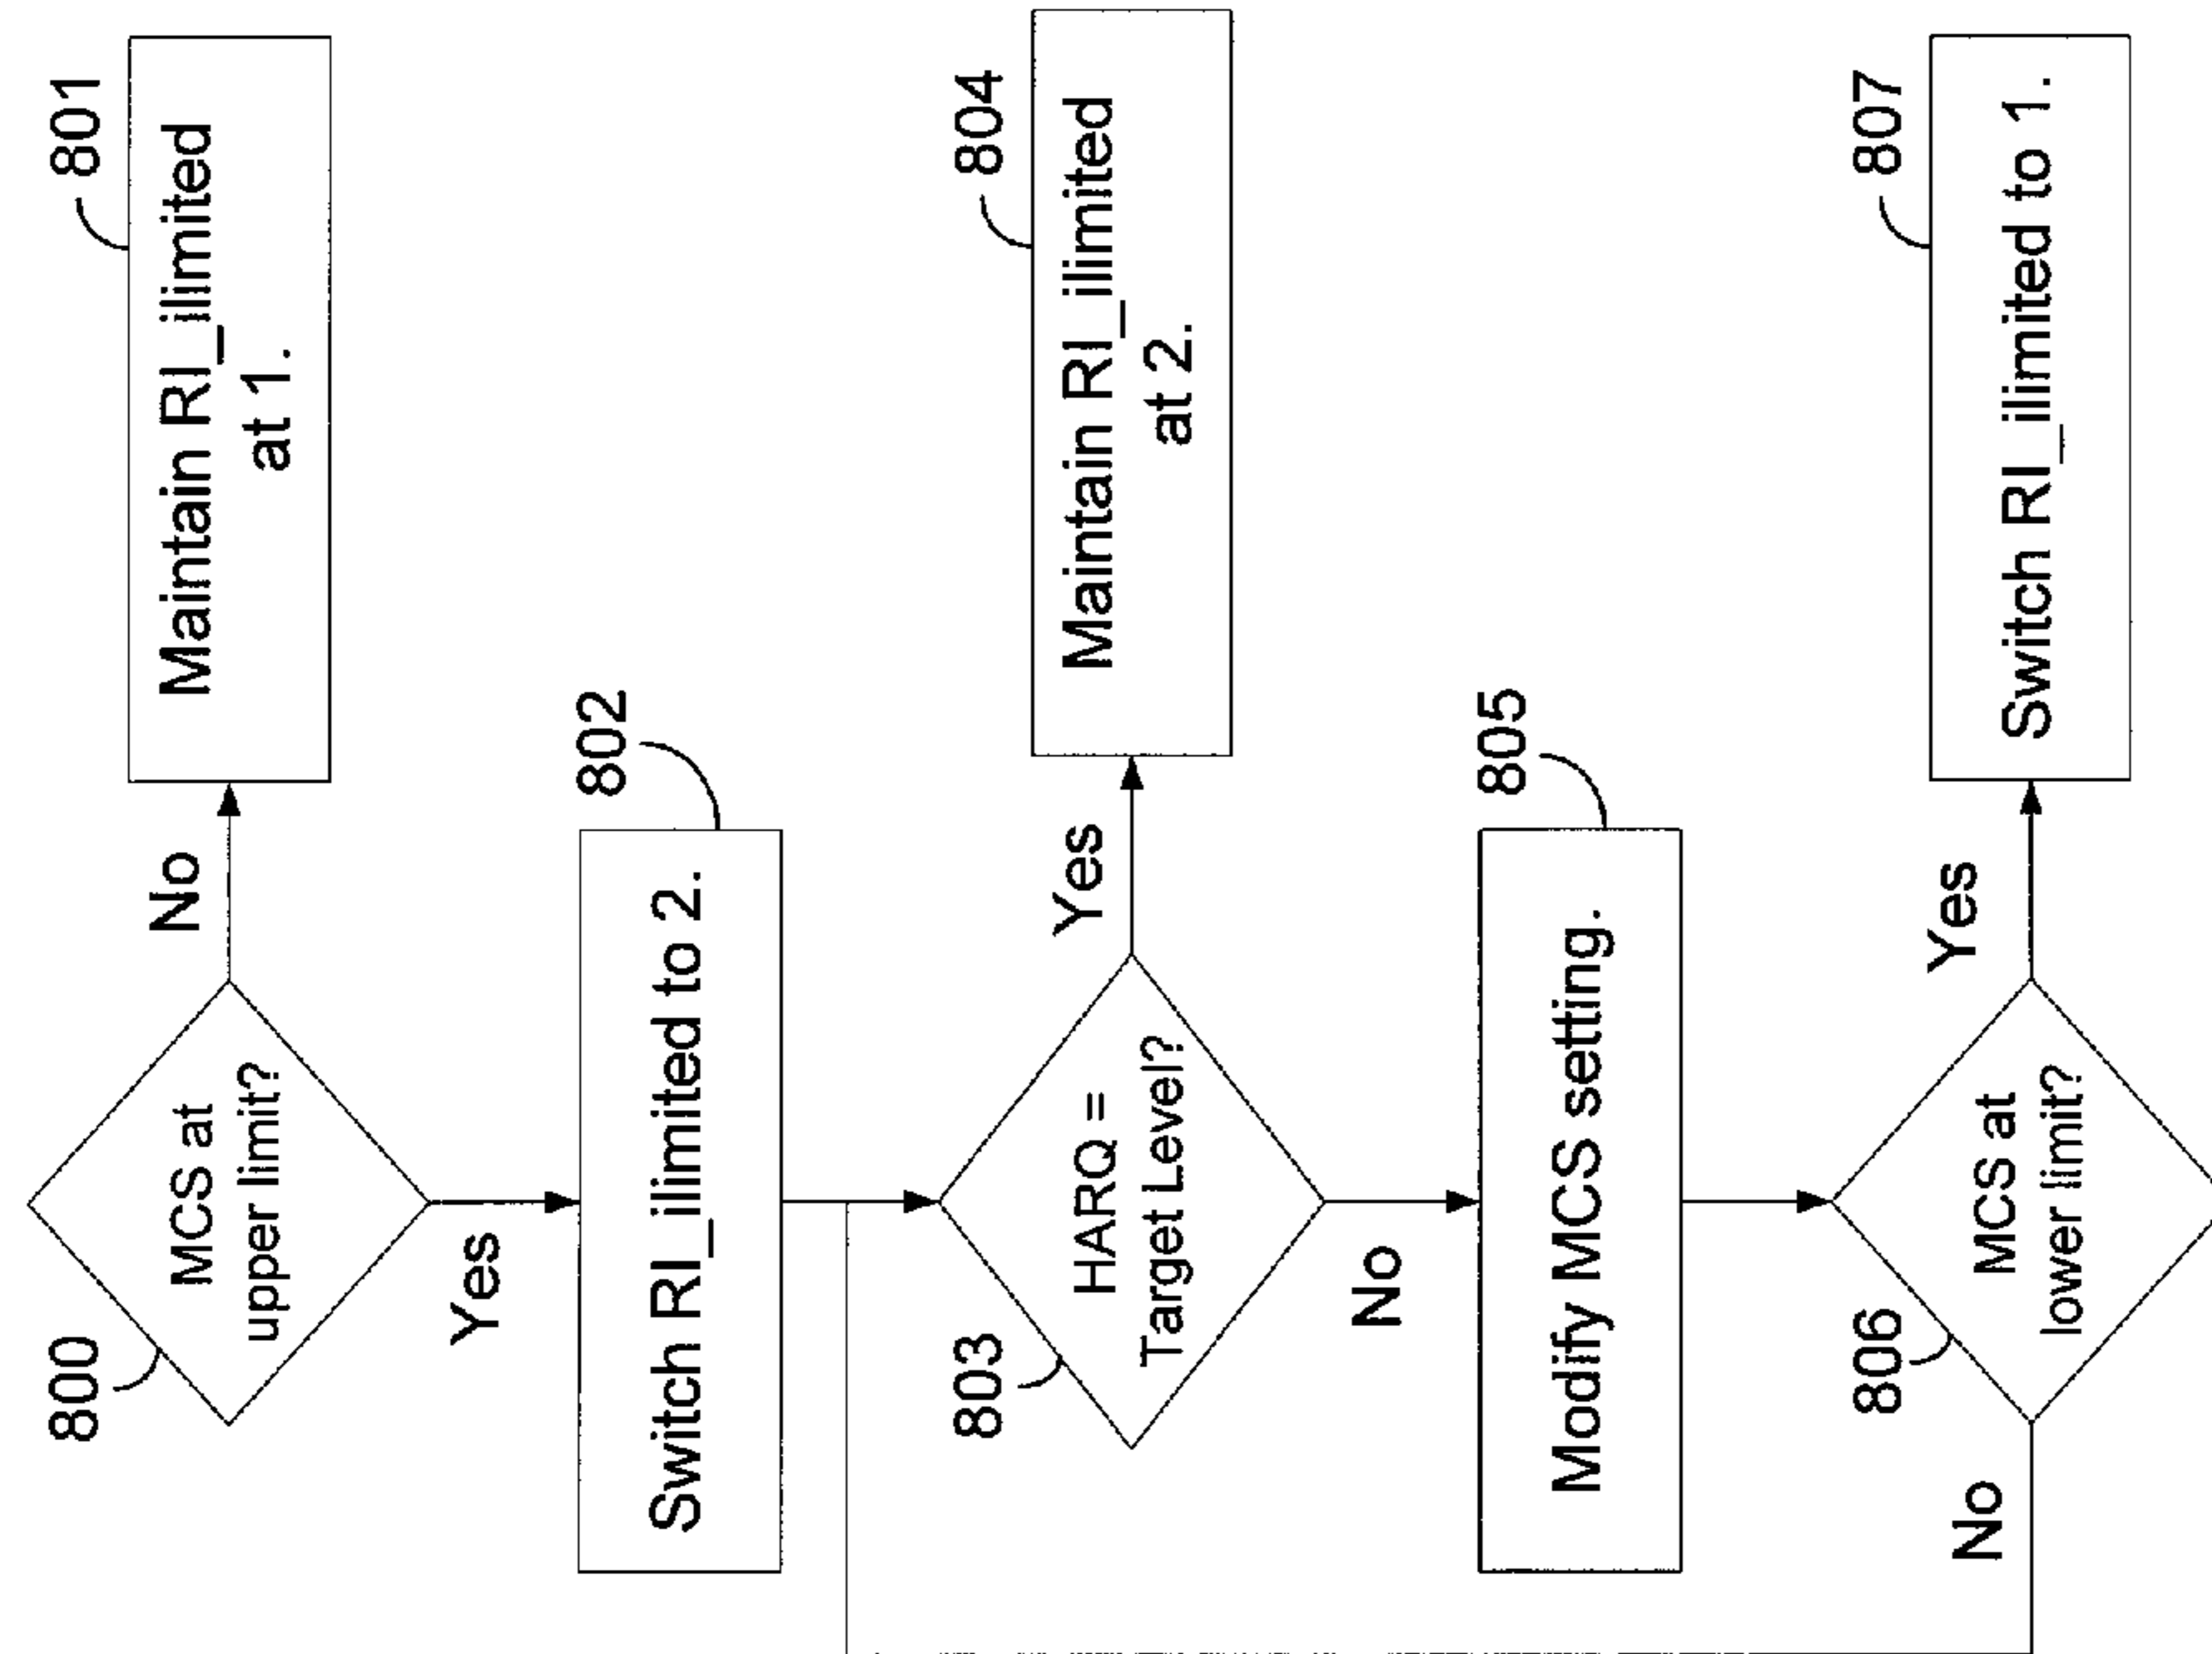 800
MCS at
upper limit?
No
801
Maintain RI_ilimited
at 1.
Yes
802
Switch RI_ilimited to 2.
803
HARQ =
Target Level?
Yes
804
Maintain RI_ilimited
at 2.
No
805
Modify MCS setting.
806
MCS at
lower limit?
Yes
807
Switch RI_ilimited to 1.
No